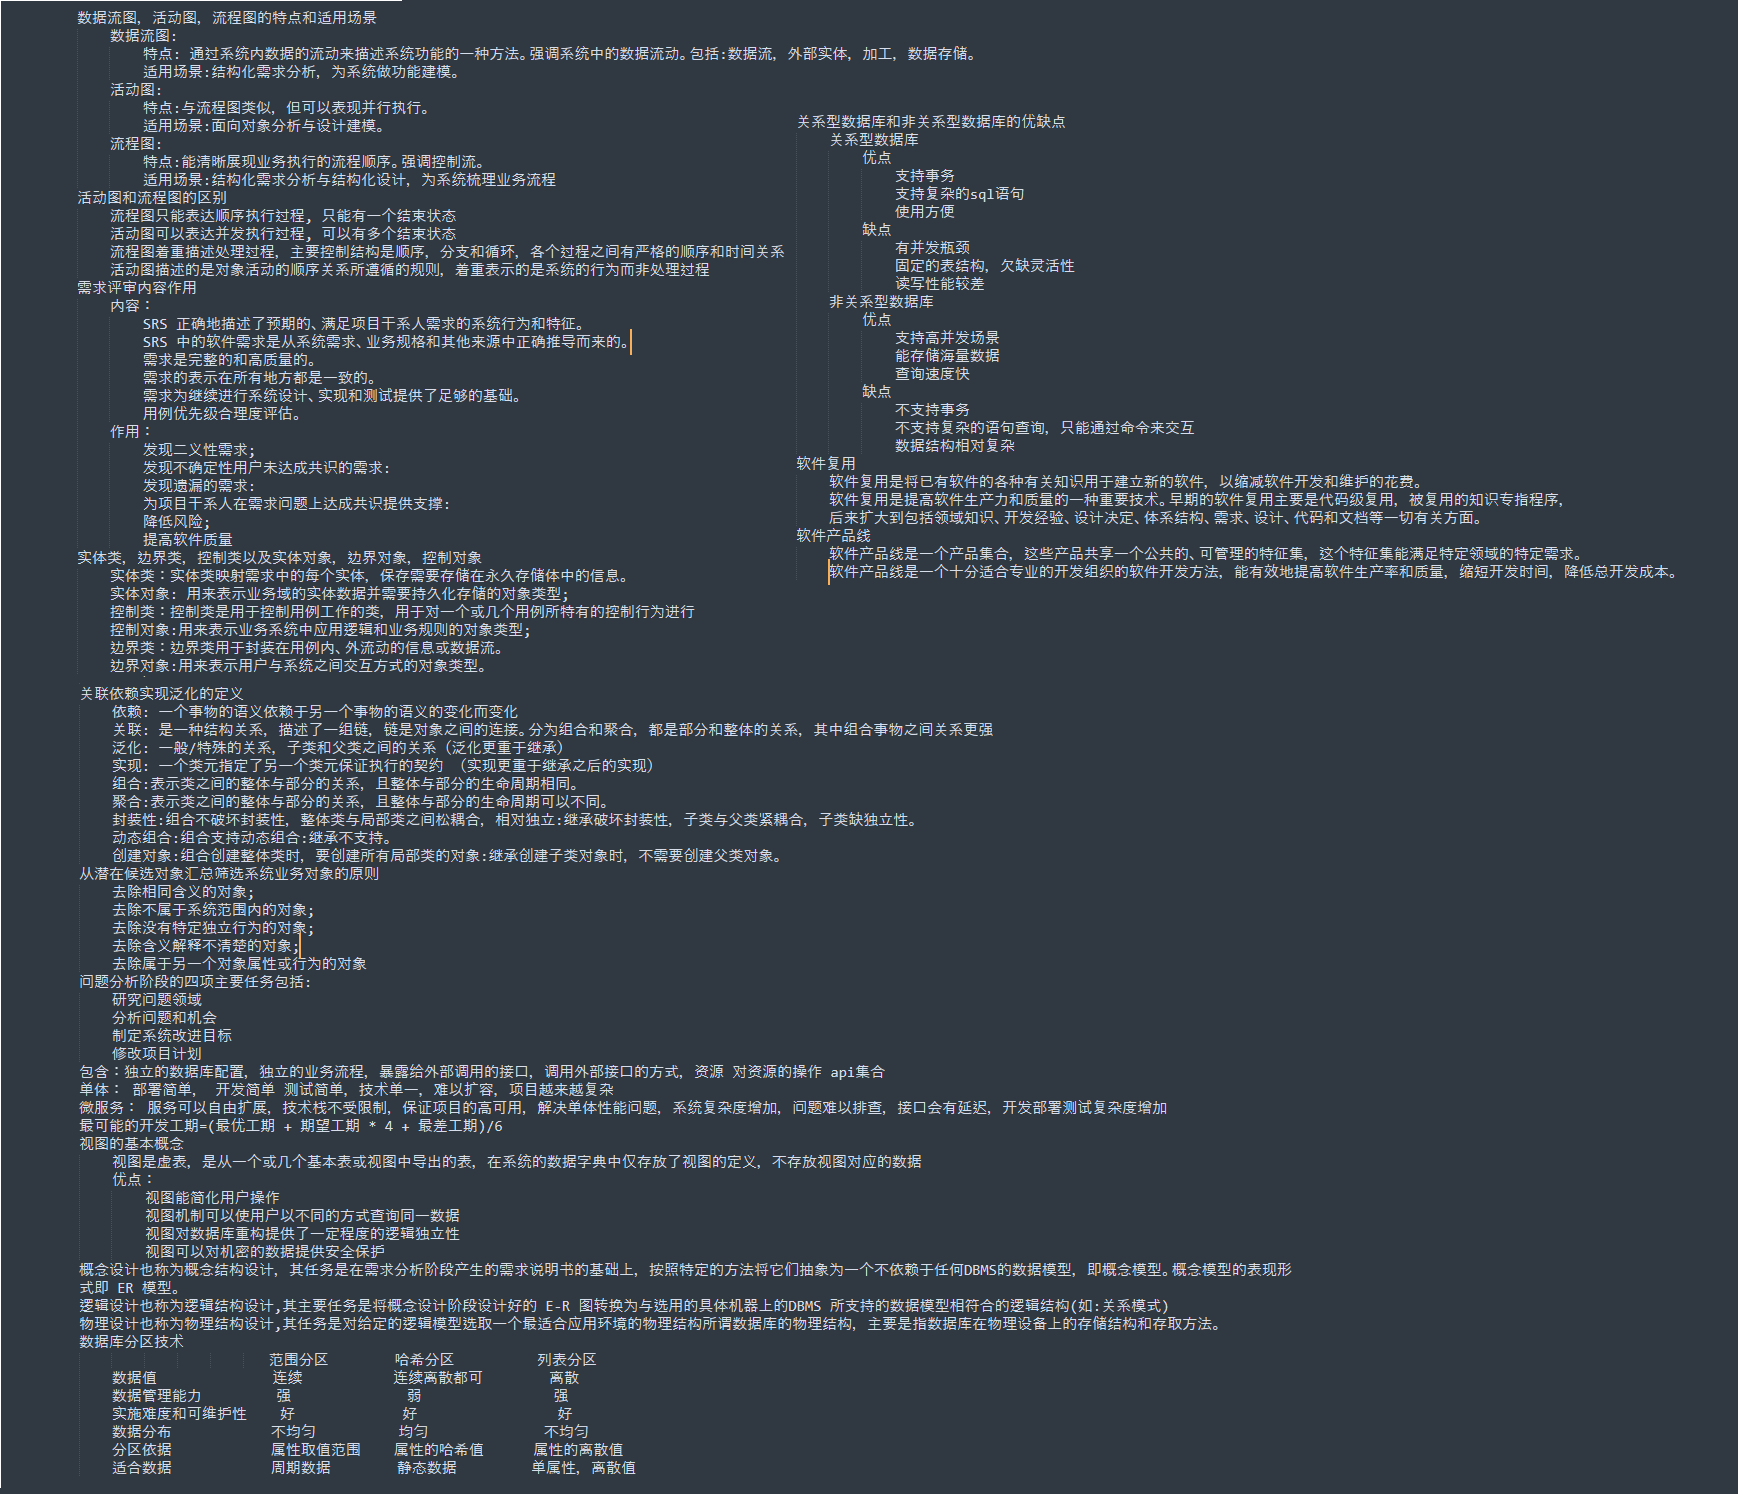 数据流图, 活动图, 流程图的特点和适用场景
数据流图:
特点: 通过系统内数据的流动来描述系统功能的一种方法。强调系统中的数据流动。包括:数据流, 外部实体, 加工, 数据存储。
适用场景:结构化需求分析, 为系统做功能建模。
活动图:
特点:与流程图类似, 但可以表现并行执行。
适用场景:面向对象分析与设计建模。
流程图:
特点:能清晰展现业务执行的流程顺序。强调控制流。
适用场景:结构化需求分析与结构化设计, 为系统梳理业务流程
活动图和流程图的区别
流程图只能表达顺序执行过程, 只能有一个结束状态
活动图可以表达并发执行过程, 可以有多个结束状态
流程图着重描述处理过程, 主要控制结构是顺序, 分支和循环, 各个过程之间有严格的顺序和时间关系
活动图描述的是对象活动的顺序关系所遵循的规则, 着重表示的是系统的行为而非处理过程
需求评审内容作用
内容：
SRS 正确地描述了预期的、满足项目干系人需求的系统行为和特征。
SRS 中的软件需求是从系统需求、业务规格和其他来源中正确推导而来的。
需求是完整的和高质量的。
需求的表示在所有地方都是一致的。
需求为继续进行系统设计、实现和测试提供了足够的基础。
用例优先级合理度评估。
作用：
发现二义性需求;
发现不确定性用户未达成共识的需求:
发现遗漏的需求:
为项目干系人在需求问题上达成共识提供支撑:
降低风险;
提高软件质量
实体类, 边界类, 控制类以及实体对象, 边界对象, 控制对象
实体类：实体类映射需求中的每个实体, 保存需要存储在永久存储体中的信息。
实体对象: 用来表示业务域的实体数据并需要持久化存储的对象类型;
控制类：控制类是用于控制用例工作的类, 用于对一个或几个用例所特有的控制行为进行
控制对象:用来表示业务系统中应用逻辑和业务规则的对象类型;
边界类：边界类用于封装在用例内、外流动的信息或数据流。
边界对象:用来表示用户与系统之间交互方式的对象类型。
关系型数据库和非关系型数据库的优缺点
关系型数据库
优点
支持事务
支持复杂的sql语句
使用方便
缺点
有并发瓶颈
固定的表结构, 欠缺灵活性
读写性能较差
非关系型数据库
优点
支持高并发场景
能存储海量数据
查询速度快
缺点
不支持事务
不支持复杂的语句查询, 只能通过命令来交互
数据结构相对复杂
软件复用
软件复用是将已有软件的各种有关知识用于建立新的软件, 以缩减软件开发和维护的花费。
软件复用是提高软件生产力和质量的一种重要技术。早期的软件复用主要是代码级复用, 被复用的知识专指程序,
后来扩大到包括领域知识、开发经验、设计决定、体系结构、需求、设计、代码和文档等一切有关方面。
软件产品线
软件产品线是一个产品集合, 这些产品共享一个公共的、可管理的特征集, 这个特征集能满足特定领域的特定需求。
软件产品线是一个十分适合专业的开发组织的软件开发方法, 能有效地提高软件生产率和质量, 缩短开发时间, 降低总开发成本。
关联依赖实现泛化的定义
依赖: 一个事物的语义依赖于另一个事物的语义的变化而变化
关联: 是一种结构关系, 描述了一组链, 链是对象之间的连接。分为组合和聚合, 都是部分和整体的关系, 其中组合事物之间关系更强
泛化: 一般/特殊的关系, 子类和父类之间的关系（泛化更重于继承）
实现: 一个类元指定了另一个类元保证执行的契约 （实现更重于继承之后的实现）
组合:表示类之间的整体与部分的关系, 且整体与部分的生命周期相同。
聚合:表示类之间的整体与部分的关系, 且整体与部分的生命周期可以不同。
封装性:组合不破坏封装性, 整体类与局部类之间松耦合, 相对独立:继承破坏封装性, 子类与父类紧耦合, 子类缺独立性。
动态组合:组合支持动态组合:继承不支持。
创建对象:组合创建整体类时, 要创建所有局部类的对象:继承创建子类对象时, 不需要创建父类对象。
从潜在候选对象汇总筛选系统业务对象的原则
去除相同含义的对象;
去除不属于系统范围内的对象;
去除没有特定独立行为的对象;
去除含义解释不清楚的对象;
去除属于另一个对象属性或行为的对象
问题分析阶段的四项主要任务包括:
研究问题领域
分析问题和机会
制定系统改进目标
修改项目计划
包含：独立的数据库配置, 独立的业务流程, 暴露给外部调用的接口, 调用外部接口的方式, 资源 对资源的操作 api集合
单体： 部署简单， 开发简单 测试简单, 技术单一, 难以扩容, 项目越来越复杂
微服务： 服务可以自由扩展, 技术栈不受限制, 保证项目的高可用, 解决单体性能问题, 系统复杂度增加, 问题难以排查, 接口会有延迟, 开发部署测试复杂度增加
最可能的开发工期=(最优工期 + 期望工期 * 4 + 最差工期)/6
视图的基本概念
视图是虚表, 是从一个或几个基本表或视图中导出的表, 在系统的数据字典中仅存放了视图的定义, 不存放视图对应的数据
优点：
视图能简化用户操作
视图机制可以使用户以不同的方式查询同一数据
视图对数据库重构提供了一定程度的逻辑独立性
视图可以对机密的数据提供安全保护
概念设计也称为概念结构设计, 其任务是在需求分析阶段产生的需求说明书的基础上, 按照特定的方法将它们抽象为一个不依赖于任何DBMS的数据模型, 即概念模型。概念模型的表现形
式即 ER 模型。
逻辑设计也称为逻辑结构设计,其主要任务是将概念设计阶段设计好的 E-R 图转换为与选用的具体机器上的DBMS 所支持的数据模型相符合的逻辑结构(如:关系模式)
物理设计也称为物理结构设计,其任务是对给定的逻辑模型选取一个最适合应用环境的物理结构所谓数据库的物理结构, 主要是指数据库在物理设备上的存储结构和存取方法。
数据库分区技术
范围分区 哈希分区 列表分区
数据值 连续 连续离散都可 离散
数据管理能力 强 弱 强
实施难度和可维护性 好 好 好
数据分布 不均匀 均匀 不均匀
分区依据 属性取值范围 属性的哈希值 属性的离散值
适合数据 周期数据 静态数据 单属性, 离散值